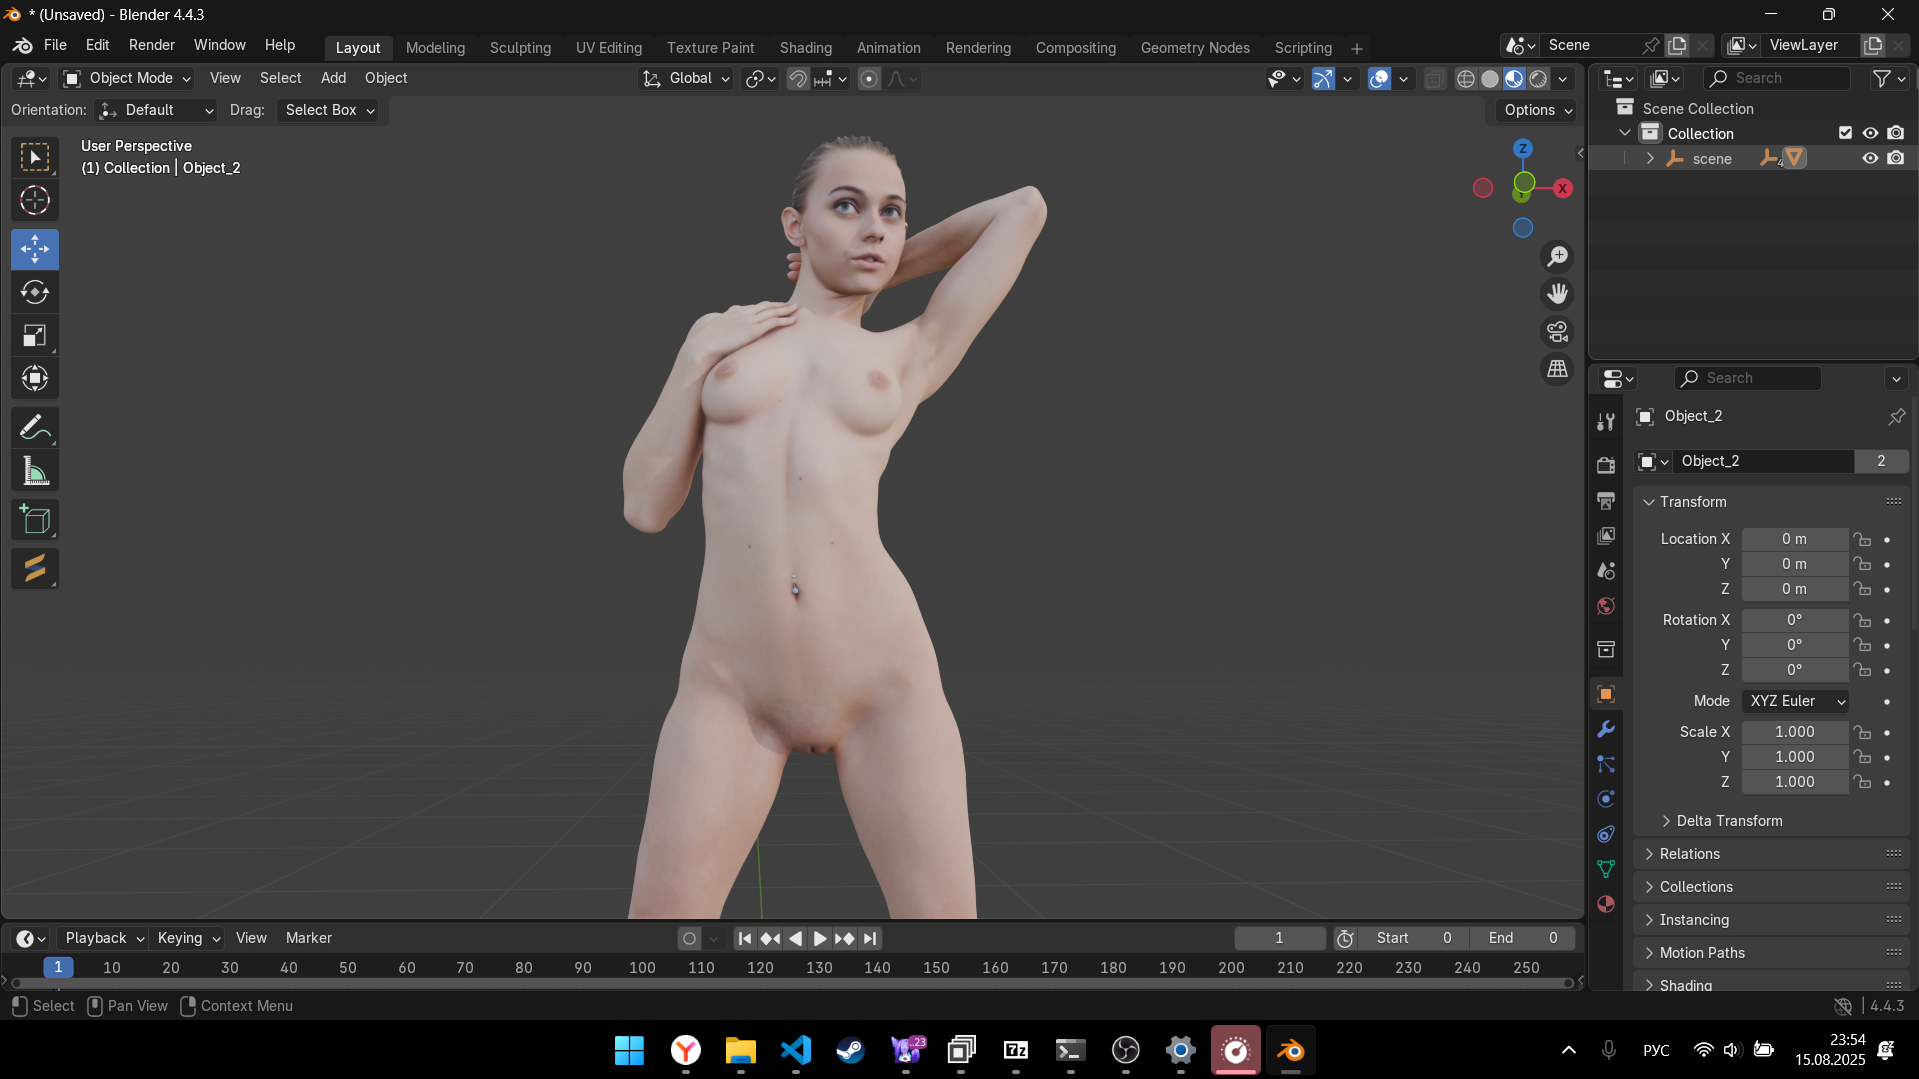 * (Unsaved) - Blender 4.4.3
File Edit Render Window Help
Layout Modeling Sculpting UV Editing Texture Paint Shading Animation Rendering Compositing Geometry Nodes Scripting
Scene
ViewLayer
Object Mode View Select Add Object
Global
Search
Orientation: Default Drag: Select Box
Options
User Perspective
(1) Collection | Object_2
Z
X
Y
Scene Collection
Collection
scene 4
Search
Object_2
Object_2 2
Transform
Location X 0 m
Y 0 m
Z 0 m
Rotation X 0°
Y 0°
Z 0°
Mode XYZ Euler
Scale X 1.000
Y 1.000
Z 1.000
Delta Transform
Relations
Collections
Instancing
Motion Paths
Shading
Playback Keying View Marker
1 Start 0 End 0
1 10 20 30 40 50 60 70 80 90 100 110 120 130 140 150 160 170 180 190 200 210 220 230 240 250
Select Pan View Context Menu
4.4.3
..23
7z
РУС
23:54
15.08.2025